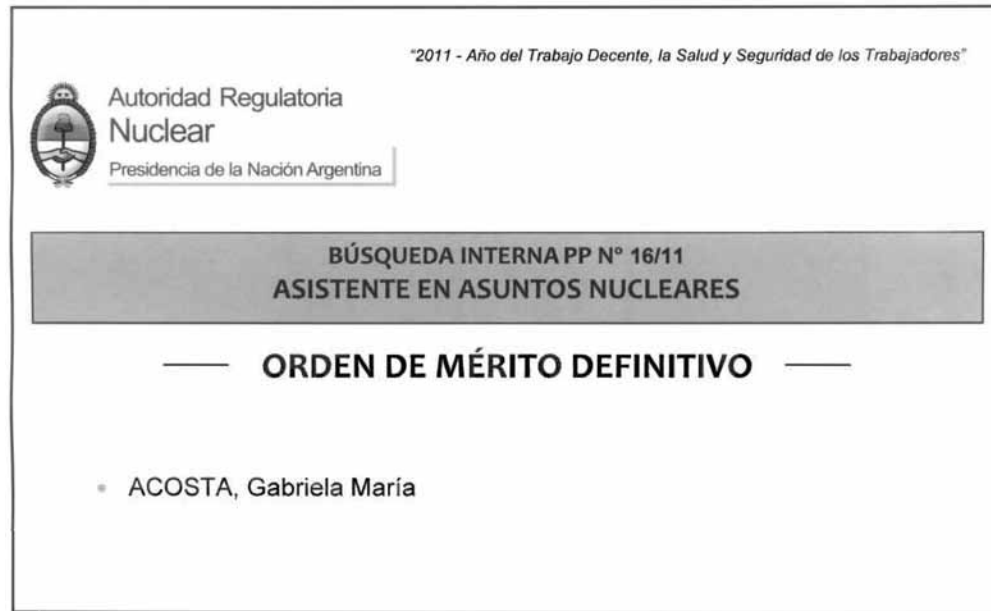 "2011 - Año del Trabajo Decente, la Salud y Seguridad de los Trabajadores"
Autoridad Regulatoria
Nuclear
Presidencia de la Nación Argentina
BÚSQUEDA INTERNA PP N° 16/11
ASISTENTE EN ASUNTOS NUCLEARES
ORDEN DE MÉRITO DEFINITIVO
ACOSTA, Gabriela María